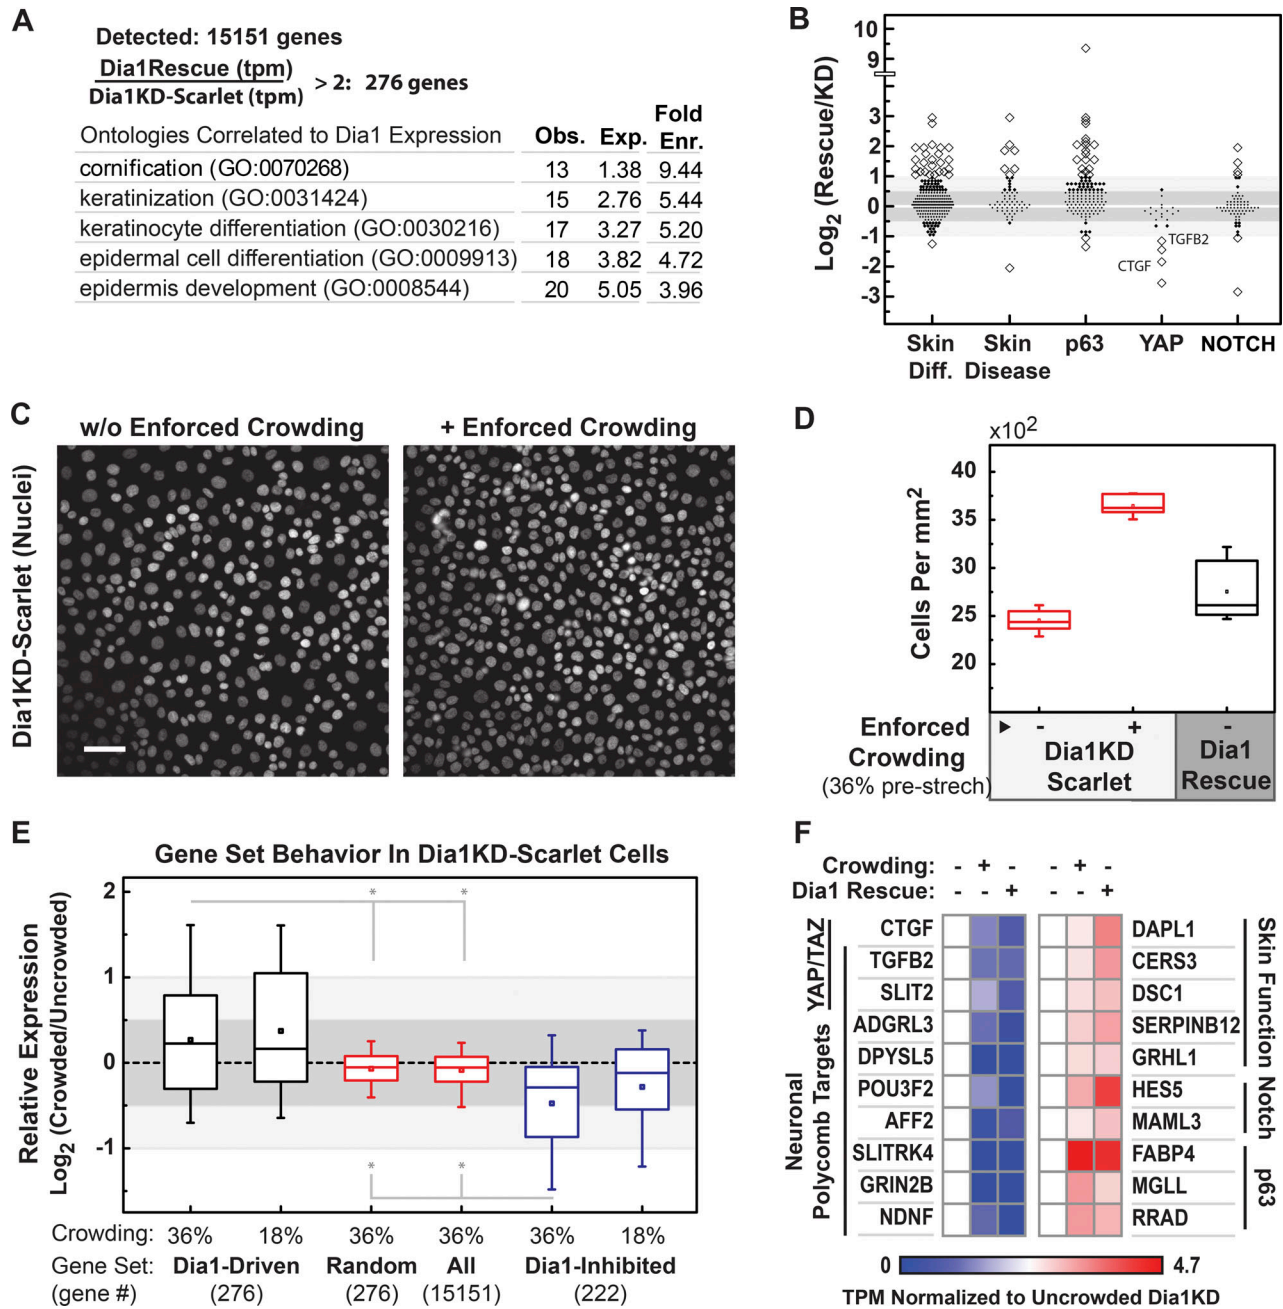 A
Detected: 15151 genes
Dia1Rescue (tpm)
Dia1KD-Scarlet (tpm)
> 2: 276 genes
Ontologies Correlated to Dia1 Expression Obs. Exp. Fold Enr.
cornification (GO:0070268) 13 1.38 9.44
keratinization (GO:0031424) 15 2.76 5.44
keratinocyte differentiation (GO:0030216) 17 3.27 5.20
epidermal cell differentiation (GO:0009913) 18 3.82 4.72
epidermis development (GO:0008544) 20 5.05 3.96
B
Log2 (Rescue/KD)
10
9
3
2
1
0
-1
-2
-3
TGFB2
CTGF
Skin Diff.
Skin Disease
p63
YAP
NOTCH
C
w/o Enforced Crowding
+ Enforced Crowding
Dia1KD-Scarlet (Nuclei)
D
x10²
Cells Per mm²
40
35
30
25
20
Enforced Crowding
(36% pre-strech)
- + -
Dia1KD Scarlet
Dia1 Rescue
E
Gene Set Behavior In Dia1KD-Scarlet Cells
Relative Expression
Log2 (Crowded/Uncrowded)
2
1
0
-1
* *
* *
Crowding: 36% 18% 36% 36% 36% 18%
Gene Set: Dia1-Driven Random All Dia1-Inhibited
(gene #) (276) (276) (15151) (222)
F
Crowding: - + - - + -
Dia1 Rescue: - - + - - +
YAP/TAZ
Neuronal Polycomb Targets
CTGF
TGFB2
SLIT2
ADGRL3
DPYSL5
POU3F2
AFF2
SLITRK4
GRIN2B
NDNF
DAPL1
CERS3
DSC1
SERPINB12
GRHL1
HES5
MAML3
FABP4
MGLL
RRAD
Skin Function
Notch
p63
0 4.7
TPM Normalized to Uncrowded Dia1KD